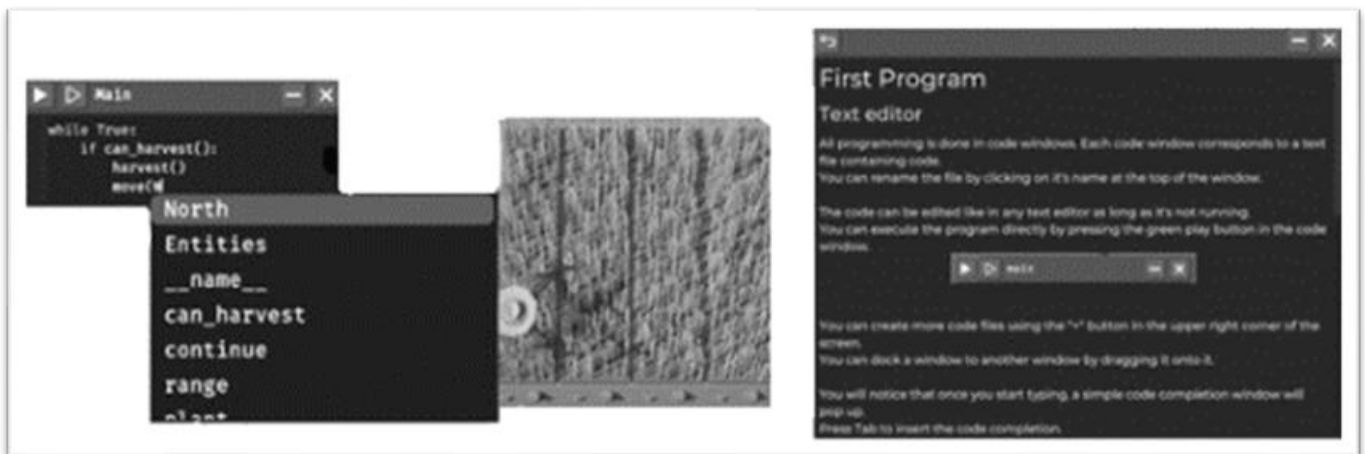 Main
while True:
if can_harvest():
harvest()
move(N
North
Entities
__name__
can_harvest
continue
range
plant
First Program
Text editor
All programming is done in code windows. Each code window corresponds to a text
file containing code.
You can rename the file by clicking on it's name at the top of the window.
The code can be edited like in any text editor as long as it's not running.
You can execute the program directly by pressing the green play button in the code
window.
main
You can create more code files using the "+" button in the upper right corner of the
screen.
You can dock a window to another window by dragging it onto it.
You will notice that once you start typing, a simple code completion window will
pop up.
Press Tab to insert the code completion.